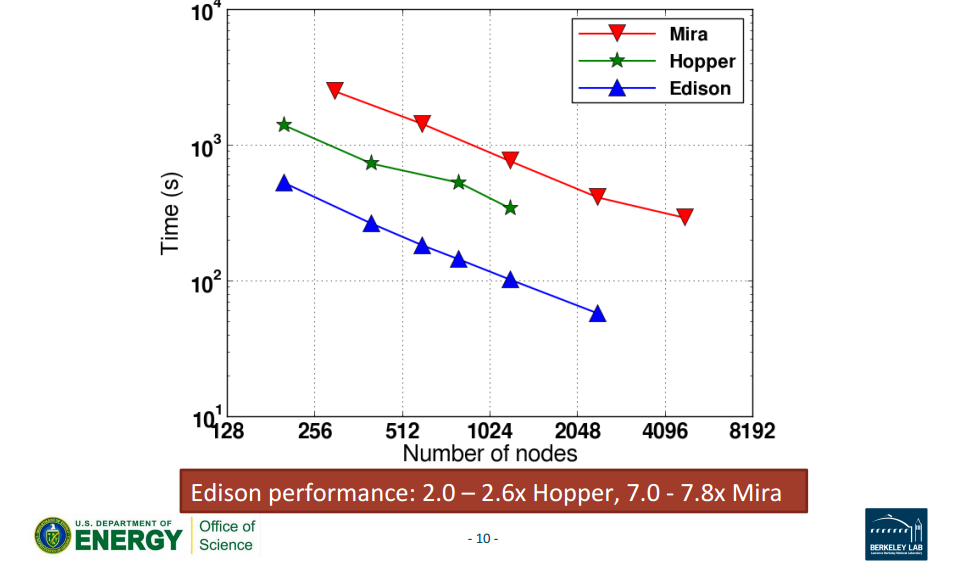 10^4
Mira
Hopper
Edison
10^3
10^2
10^1
Time (s)
128 256 512 1024 2048 4096 8192
Number of nodes
Edison performance: 2.0 – 2.6x Hopper, 7.0 - 7.8x Mira
U.S. DEPARTMENT OF
ENERGY
Office of
Science
- 10 -
BERKELEY LAB